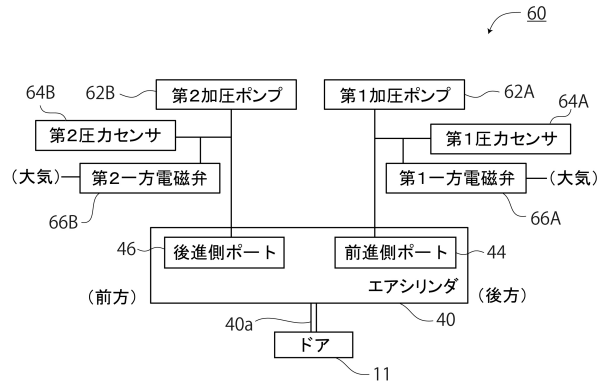 60
64B
62B
第2加圧ポンプ
第1加圧ポンプ
62A
64A
第2圧力センサ
第1圧力センサ
(大気)
第2一方電磁弁
第1一方電磁弁
(大気)
66B
66A
46
後進側ポート
前進側ポート
44
エアシリンダ
(前方)
(後方)
40a
40
ドア
11